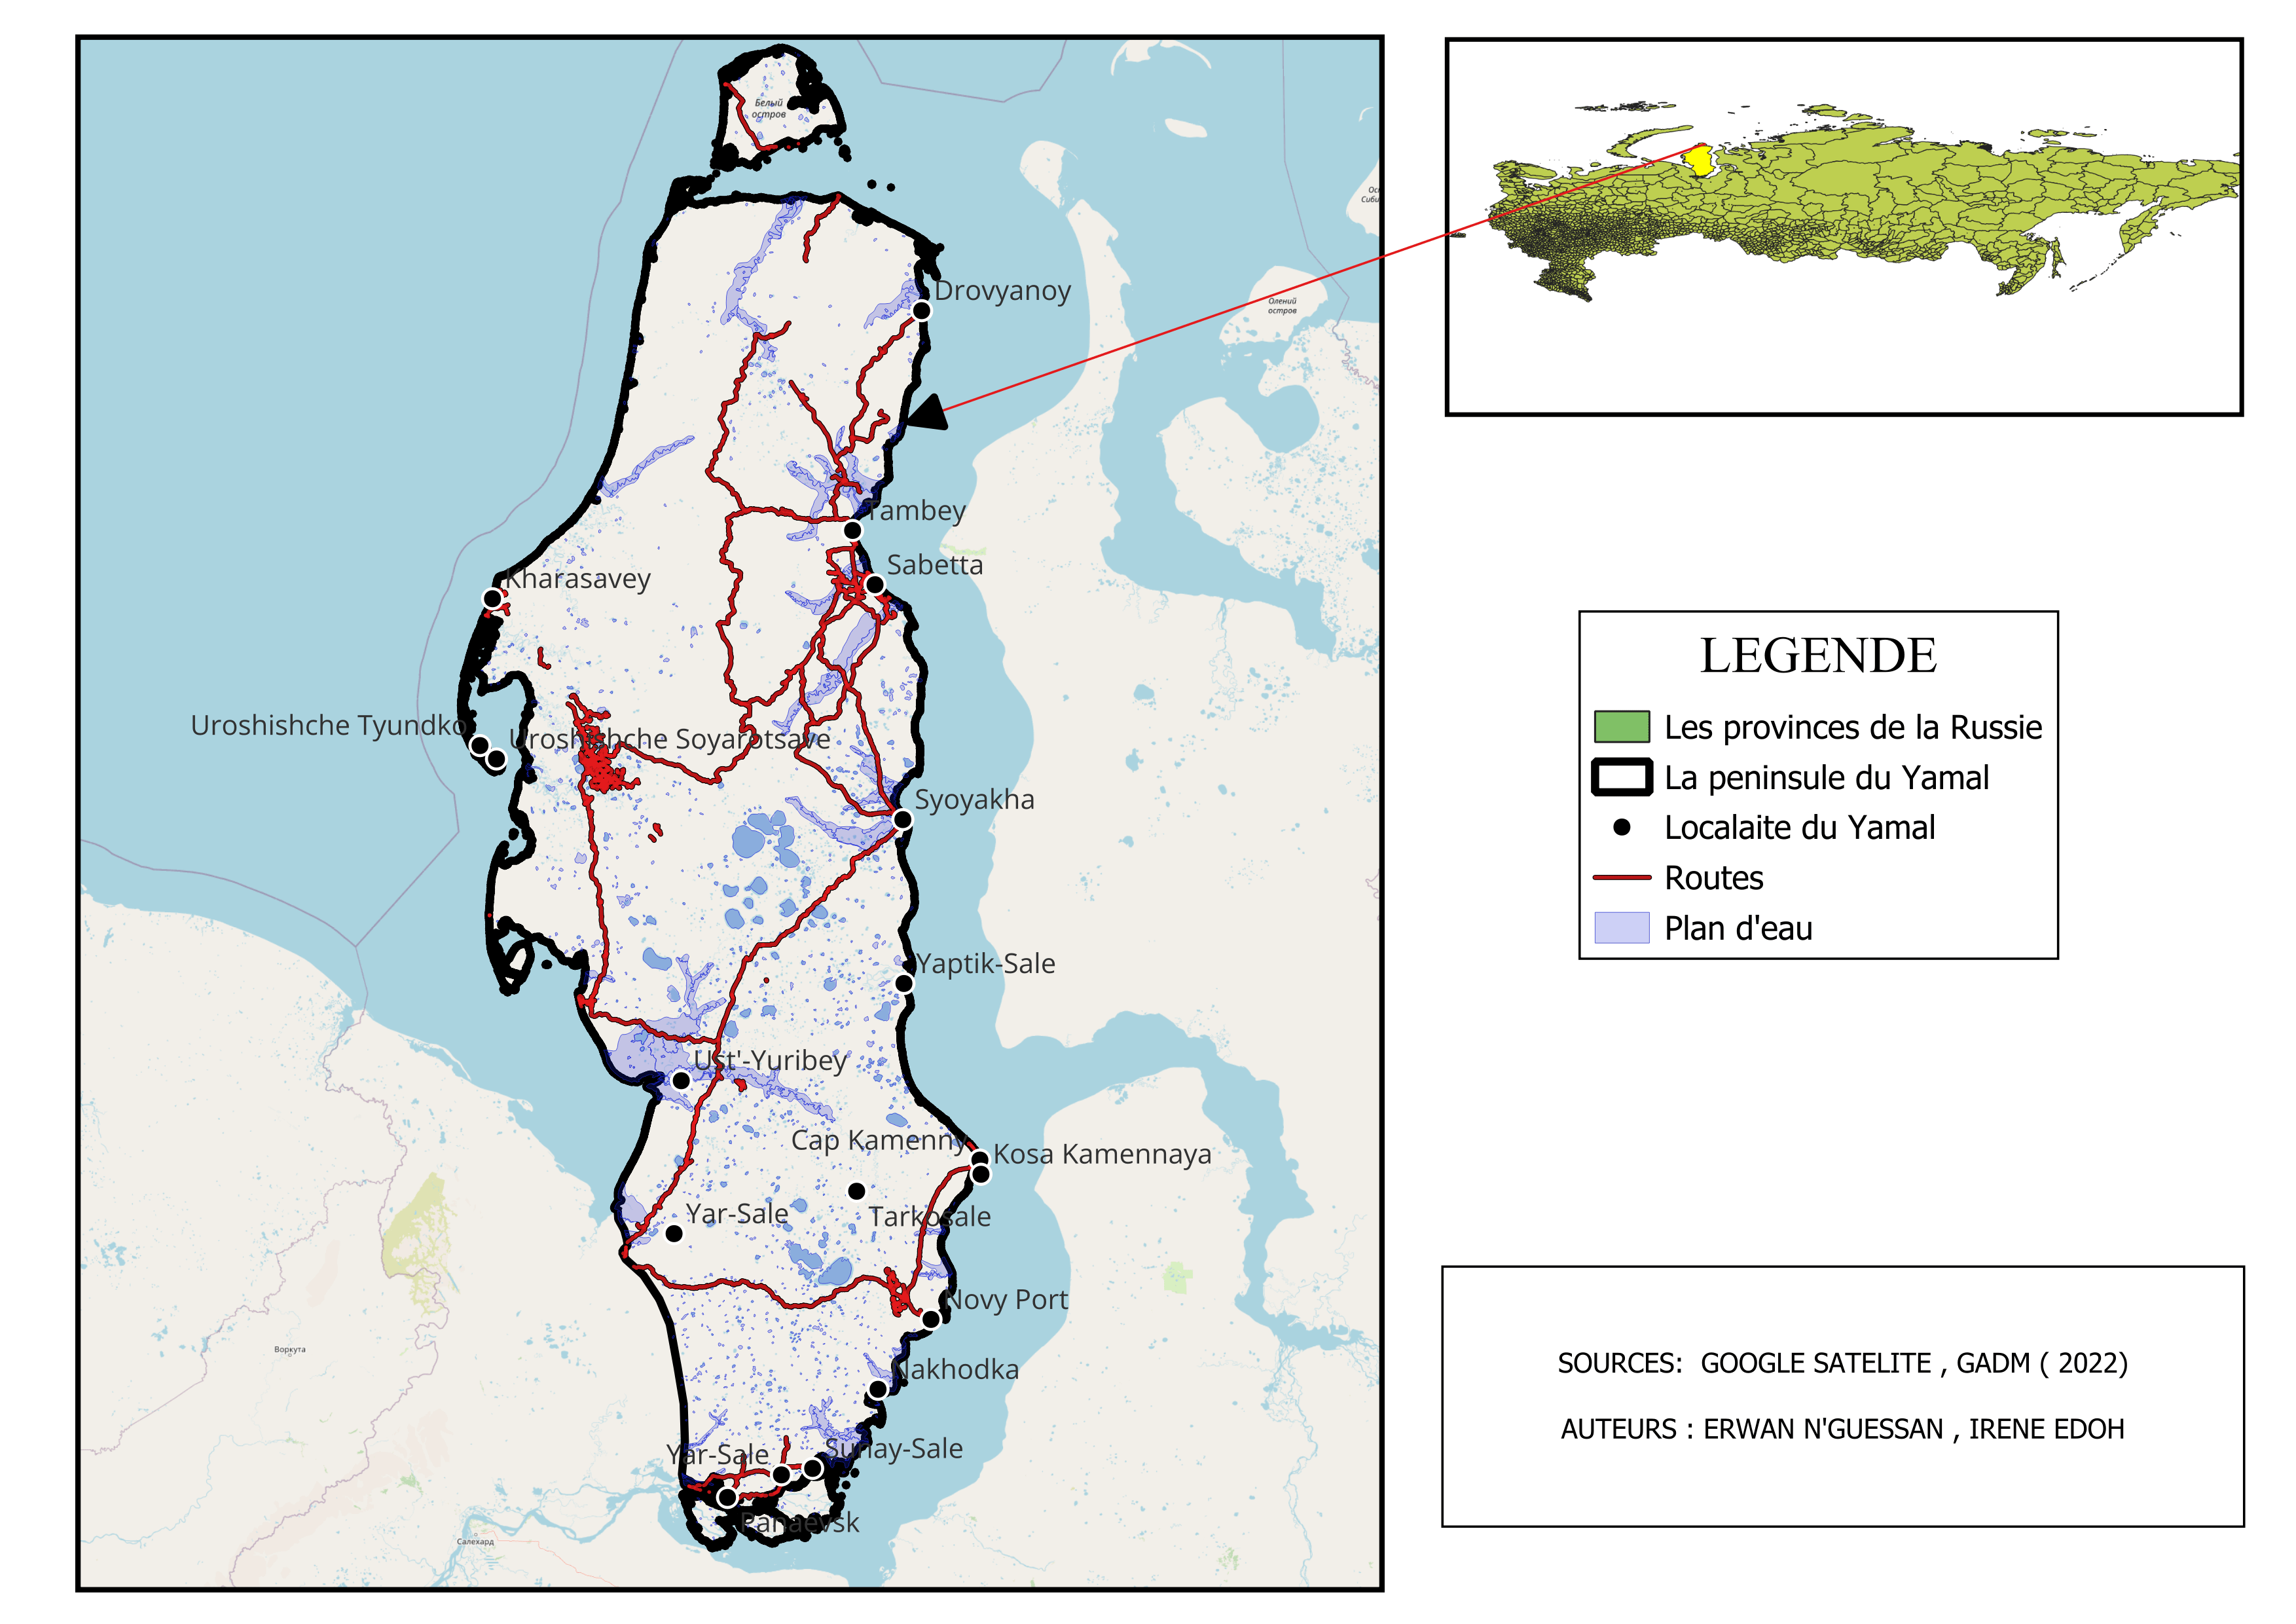 Белый
остров
Ос
Сиби
Drovyanoy
Олений
остров
Tambey
Sabetta
Kharasavey
Uroshishche Tyundko
Uroshishche Soyarotsave
Syoyakha
Yaptik-Sale
Ust'-Yuribey
Cap Kamenny
Kosa Kamennaya
Yar-Sale
Tarkosale
Novy Port
Воркута
Nakhodka
Yar-Sale
Sunay-Sale
Panaevsk
Салехард
LEGENDE
Les provinces de la Russie
La peninsule du Yamal
Localaite du Yamal
Routes
Plan d'eau
SOURCES:  GOOGLE SATELITE , GADM ( 2022)
AUTEURS : ERWAN N'GUESSAN , IRENE EDOH